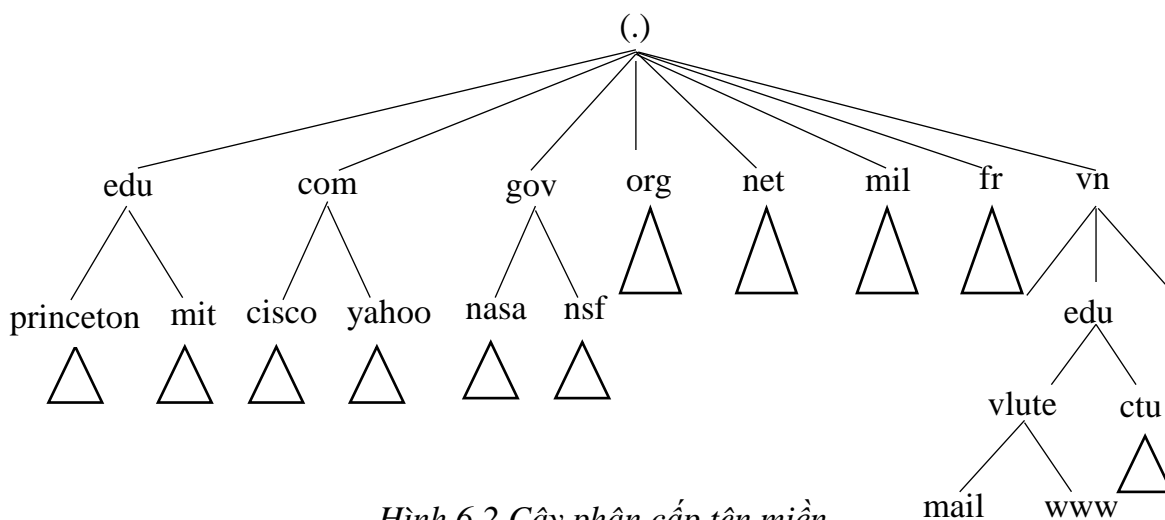 (.)
edu com gov org net mil fr vn
princeton mit cisco yahoo nasa nsf edu
vlute ctu
mail www
Hình 6.2 Cây phân cấp tên miền